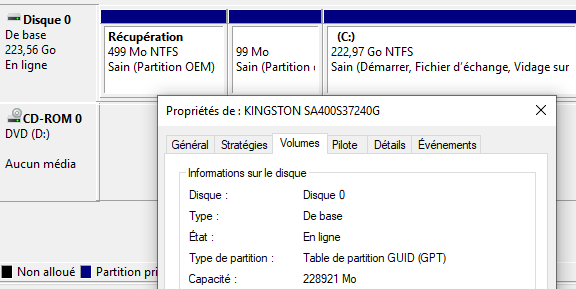 Disque 0
De base
223,56 Go
En ligne
Récupération
499 Mo NTFS
Sain (Partition OEM)
99 Mo
Sain (Partition
(C:)
222,97 Go NTFS
Sain (Démarrer, Fichier d'échange, Vidage sur
CD-ROM 0
DVD (D:)
Aucun média
Propriétés de : KINGSTON SA400S37240G
Général
Stratégies
Volumes
Pilote
Détails
Événements
Informations sur le disque
Disque : Disque 0
Type : De base
État : En ligne
Type de partition : Table de partition GUID (GPT)
Capacité : 228921 Mo
Non alloué
Partition pri